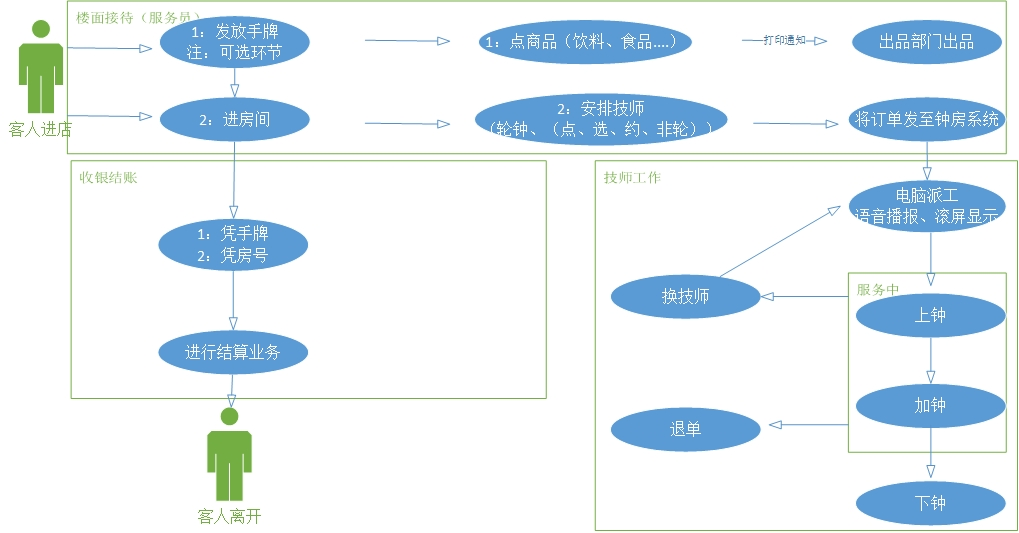 楼面接待（服务员）
1：发放手牌
注：可选环节
1：点商品（饮料、食品....）
打印通知
出品部门出品
客人进店
2：进房间
2：安排技师
（轮钟、（点、选、约、非轮））
将订单发至钟房系统
收银结账
技师工作
电脑派工
语音播报、滚屏显示
1：凭手牌
2：凭房号
换技师
服务中
上钟
进行结算业务
加钟
退单
下钟
客人离开